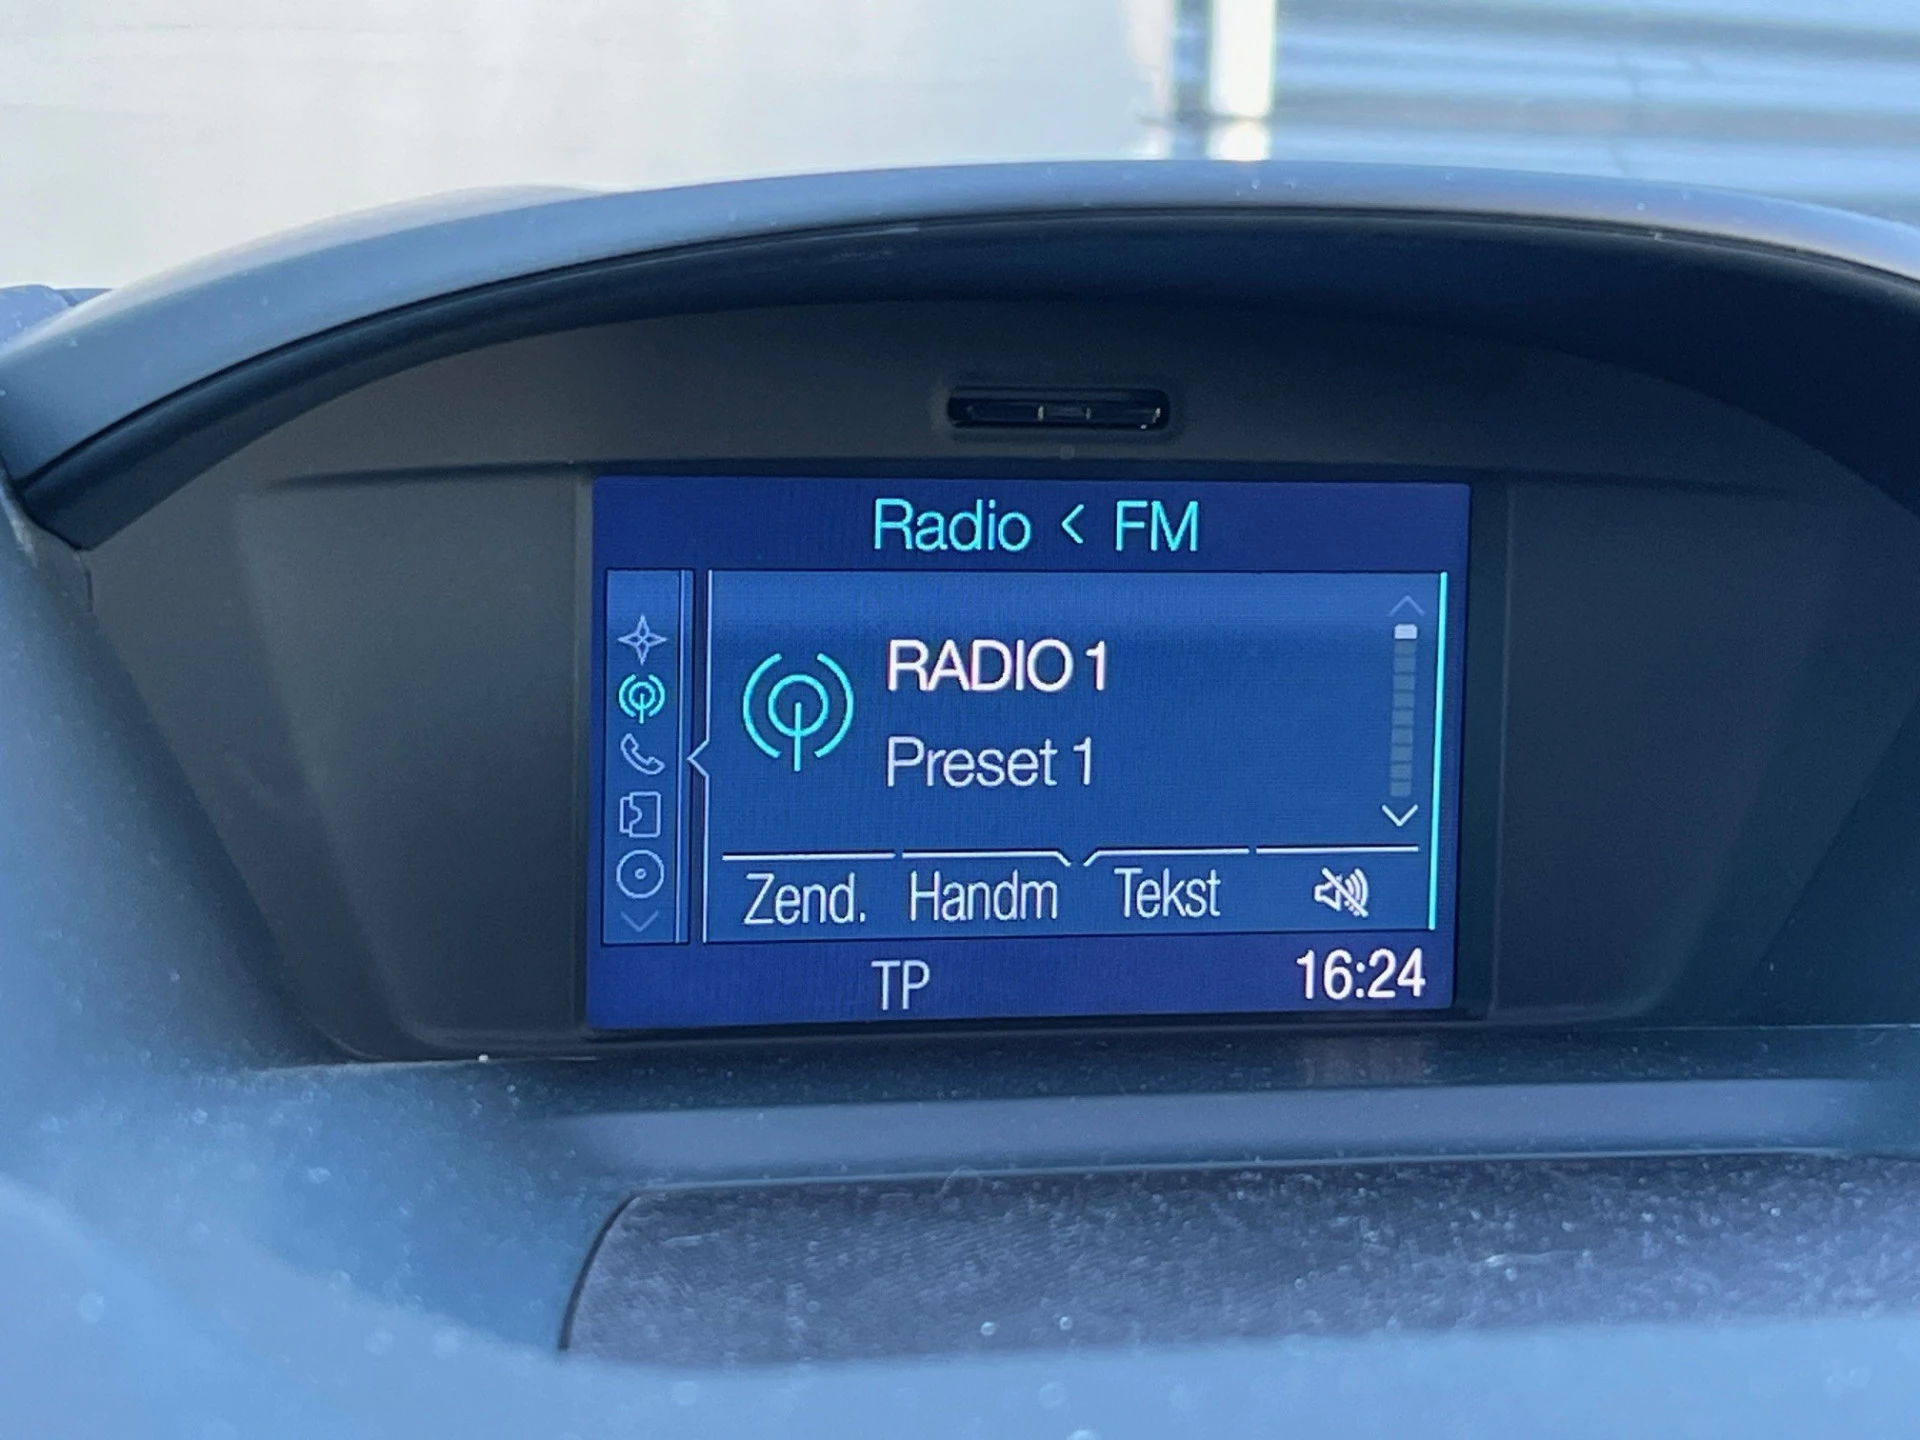 Radio < FM
RADIO 1
Preset 1
Zend. Handm Tekst
TP 16:24